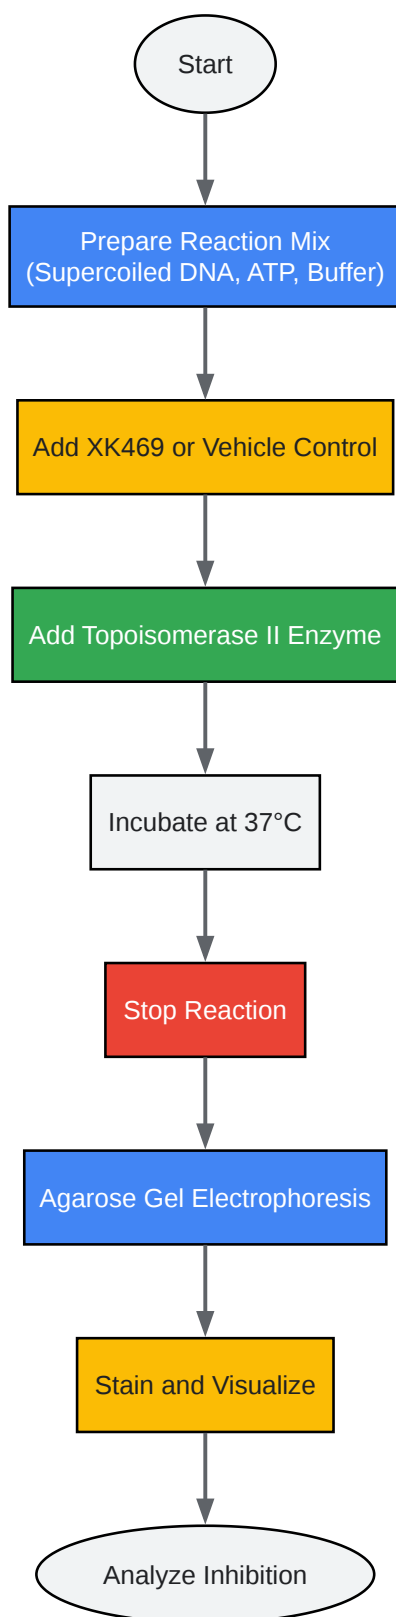 Start
Prepare Reaction Mix
(Supercoiled DNA, ATP, Buffer)
Add XK469 or Vehicle Control
Add Topoisomerase II Enzyme
Incubate at 37°C
Stop Reaction
Agarose Gel Electrophoresis
Stain and Visualize
Analyze Inhibition